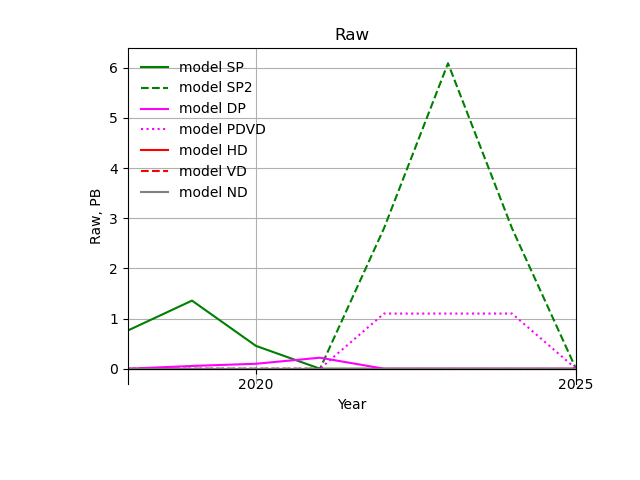 Raw
6
5
4
3
2
1
0
Raw, PB
model SP
model SP2
model DP
model PDVD
model HD
model VD
model ND
2020
2025
Year